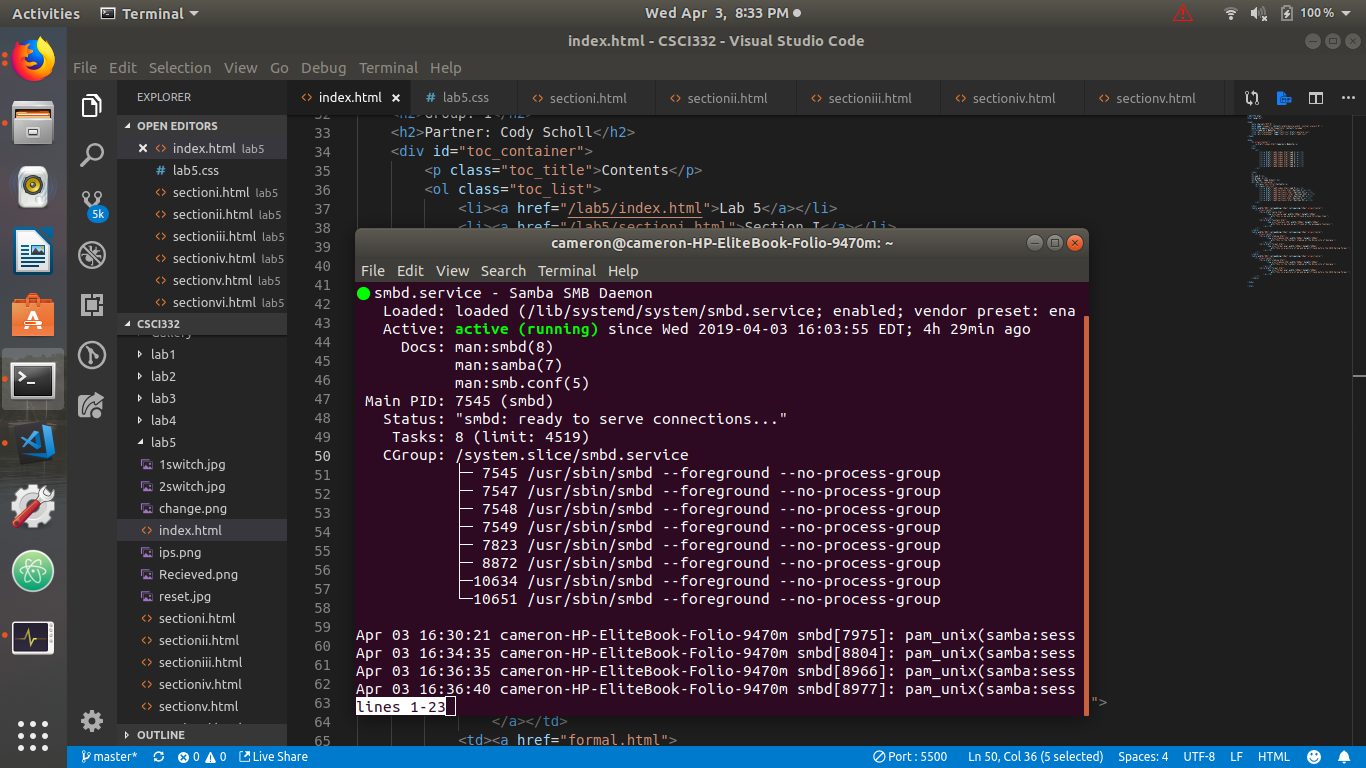 Activities
Terminal
Wed Apr 3, 8:33 PM
100 %
index.html - CSCI332 - Visual Studio Code
File Edit Selection View Go Debug Terminal Help
EXPLORER
OPEN EDITORS
index.html lab5
lab5.css
sectioni.html lab5
sectionii.html lab5
sectioniii.html lab5
sectioniv.html lab5
sectionv.html lab5
sectionvi.html lab5
CSCI332
lab1
lab2
lab3
lab4
lab5
1switch.jpg
2switch.jpg
change.png
index.html
ips.png
Recieved.png
reset.jpg
sectioni.html
sectionii.html
sectioniii.html
sectioniv.html
sectionv.html
OUTLINE
5k
index.html
lab5.css
sectioni.html
sectionii.html
sectioniii.html
sectioniv.html
sectionv.html
32
33 <h2>Partner: Cody Scholl</h2>
34 <div id="toc_container">
35 <p class="toc_title">Contents</p>
36 <ol class="toc_list">
37 <li><a href="/lab5/index.html">Lab 5</a></li>
38 <li><a href="/lab5/sectioni.html">Section I</a></li>
39
40
41
42
43
44
45
46
47
48
49
50
51
52
53
54
55
56
57
58
59
60
61
62
63 ">
64 </a></td>
65 <td><a href="formal.html">
cameron@cameron-HP-EliteBook-Folio-9470m: ~
File Edit View Search Terminal Help
● smbd.service - Samba SMB Daemon
Loaded: loaded (/lib/systemd/system/smbd.service; enabled; vendor preset: ena
Active: active (running) since Wed 2019-04-03 16:03:55 EDT; 4h 29min ago
Docs: man:smbd(8)
man:samba(7)
man:smb.conf(5)
Main PID: 7545 (smbd)
Status: "smbd: ready to serve connections..."
Tasks: 8 (limit: 4519)
CGroup: /system.slice/smbd.service
├─ 7545 /usr/sbin/smbd --foreground --no-process-group
├─ 7547 /usr/sbin/smbd --foreground --no-process-group
├─ 7548 /usr/sbin/smbd --foreground --no-process-group
├─ 7549 /usr/sbin/smbd --foreground --no-process-group
├─ 7823 /usr/sbin/smbd --foreground --no-process-group
├─ 8872 /usr/sbin/smbd --foreground --no-process-group
├─10634 /usr/sbin/smbd --foreground --no-process-group
└─10651 /usr/sbin/smbd --foreground --no-process-group
Apr 03 16:30:21 cameron-HP-EliteBook-Folio-9470m smbd[7975]: pam_unix(samba:sess
Apr 03 16:34:35 cameron-HP-EliteBook-Folio-9470m smbd[8804]: pam_unix(samba:sess
Apr 03 16:36:35 cameron-HP-EliteBook-Folio-9470m smbd[8966]: pam_unix(samba:sess
Apr 03 16:36:40 cameron-HP-EliteBook-Folio-9470m smbd[8977]: pam_unix(samba:sess
lines 1-23
master*
0 0
Live Share
Port : 5500
Ln 50, Col 36 (5 selected)
Spaces: 4
UTF-8
LF
HTML